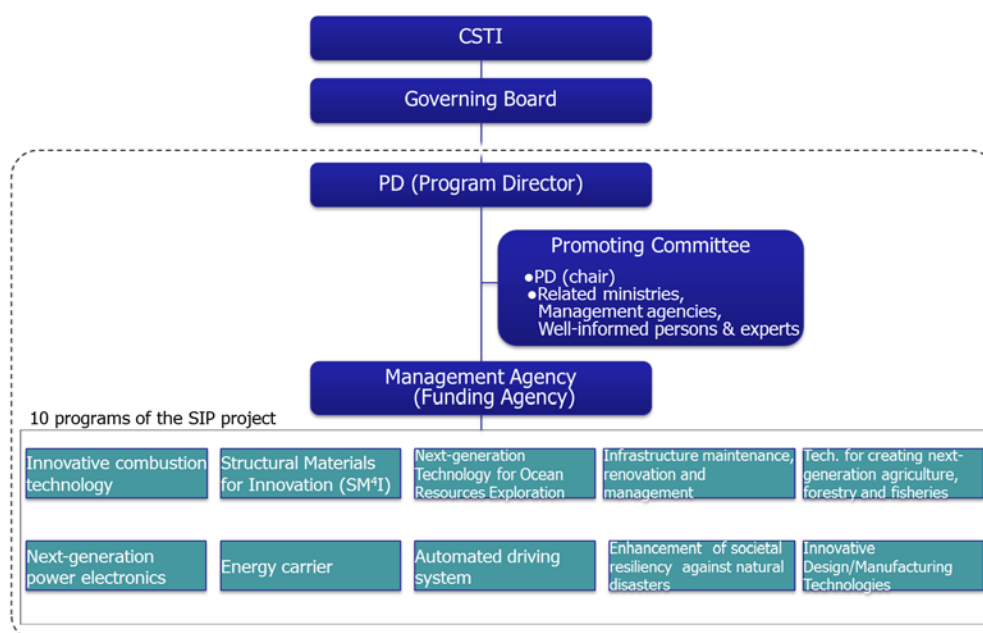 CSTI
Governing Board
PD (Program Director)
Promoting Committee
●PD (chair)
●Related ministries,
Management agencies,
Well-informed persons & experts
Management Agency
(Funding Agency)
10 programs of the SIP project
Innovative combustion
technology
Structural Materials
for Innovation (SM⁴I)
Next-generation
Technology for Ocean
Resources Exploration
Infrastructure maintenance,
renovation and
management
Tech. for creating next-
generation agriculture,
forestry and fisheries
Next-generation
power electronics
Energy carrier
Automated driving
system
Enhancement of societal
resiliency against natural
disasters
Innovative
Design/Manufacturing
Technologies